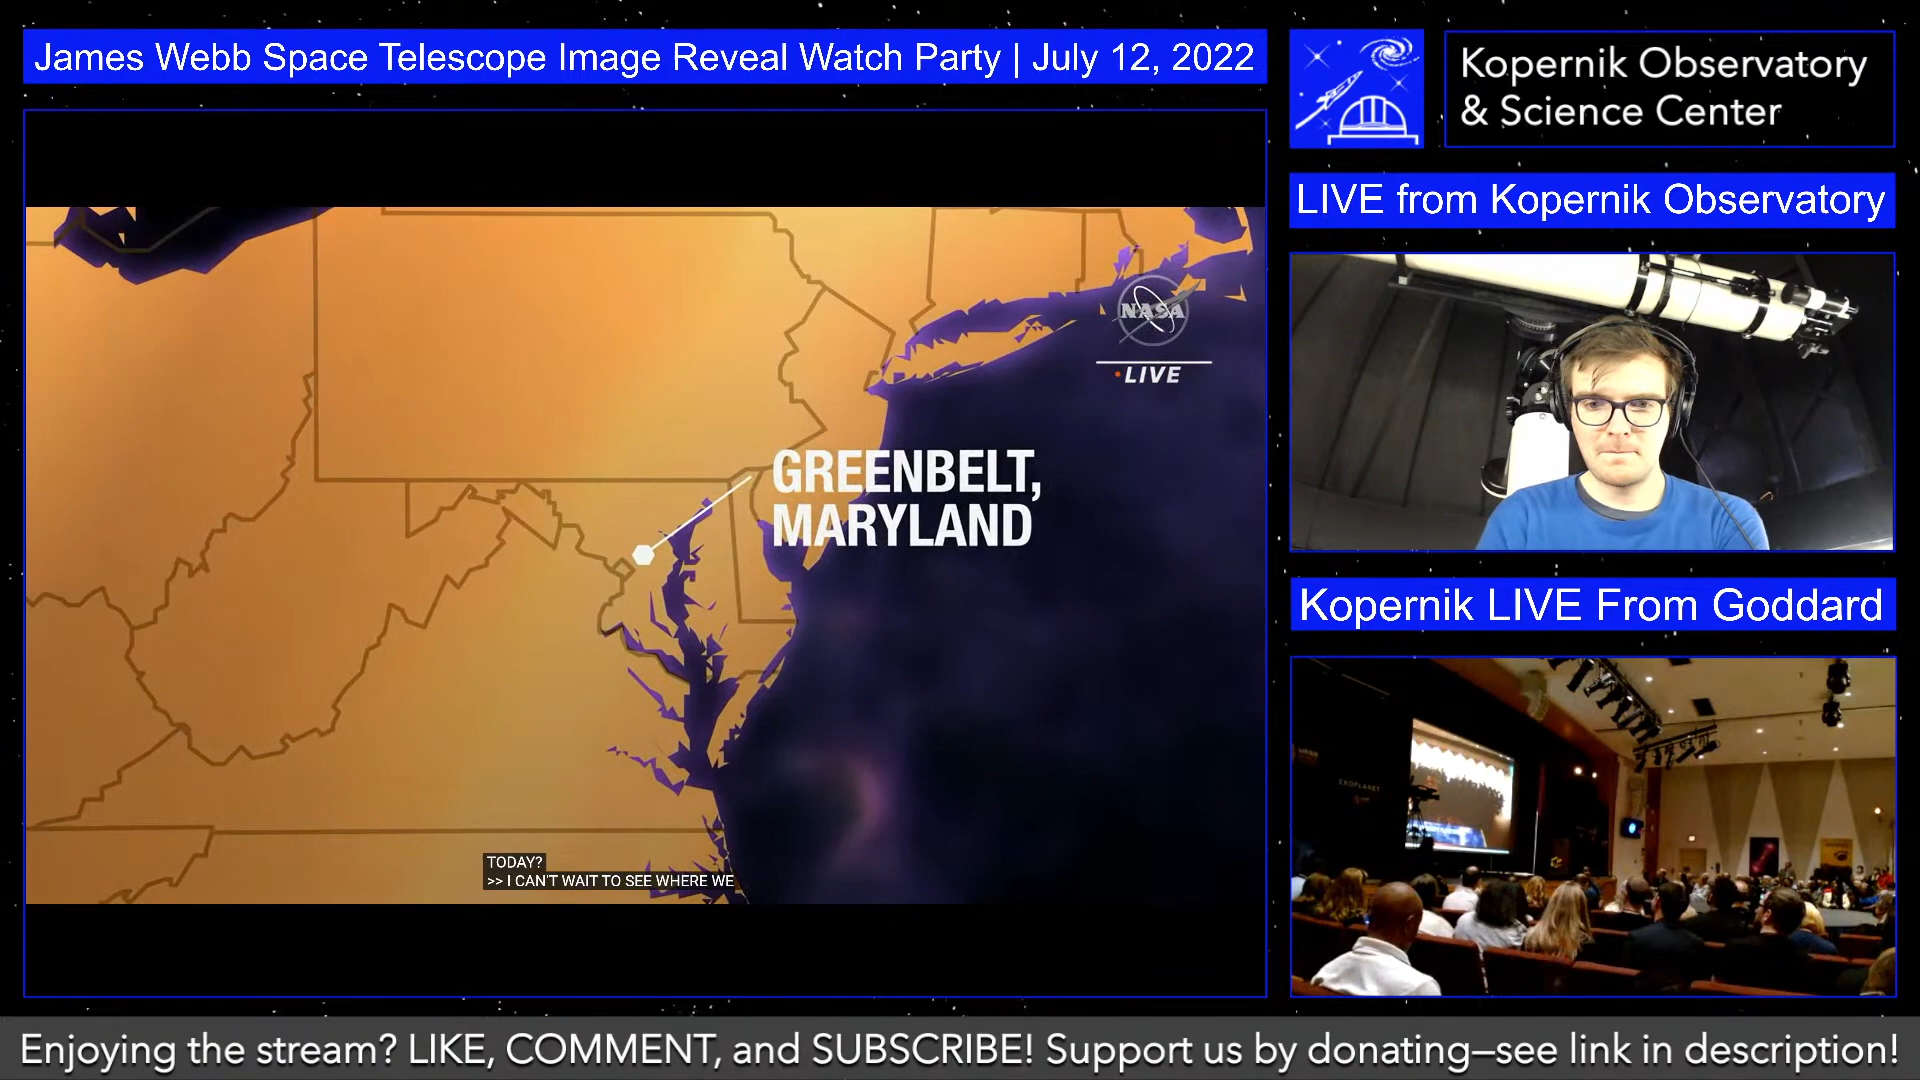 James Webb Space Telescope Image Reveal Watch Party | July 12, 2022
Kopernik Observatory
& Science Center
LIVE from Kopernik Observatory
NASA
LIVE
GREENBELT,
MARYLAND
TODAY?
>> I CAN'T WAIT TO SEE WHERE WE
Kopernik LIVE From Goddard
EXOPLANET
Enjoying the stream? LIKE, COMMENT, and SUBSCRIBE! Support us by donating—see link in description!